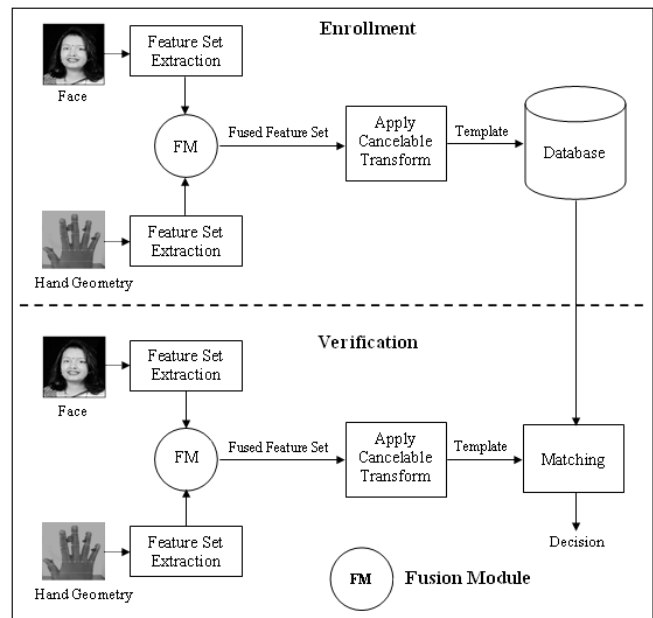 Enrollment
Feature Set
Extraction
Face
FM
Fused Feature Set
Apply
Cancelable
Transform
Template
Database
Feature Set
Extraction
Hand Geometry
Verification
Feature Set
Extraction
Face
FM
Fused Feature Set
Apply
Cancelable
Transform
Template
Matching
Feature Set
Extraction
Decision
Hand Geometry
FM
Fusion Module